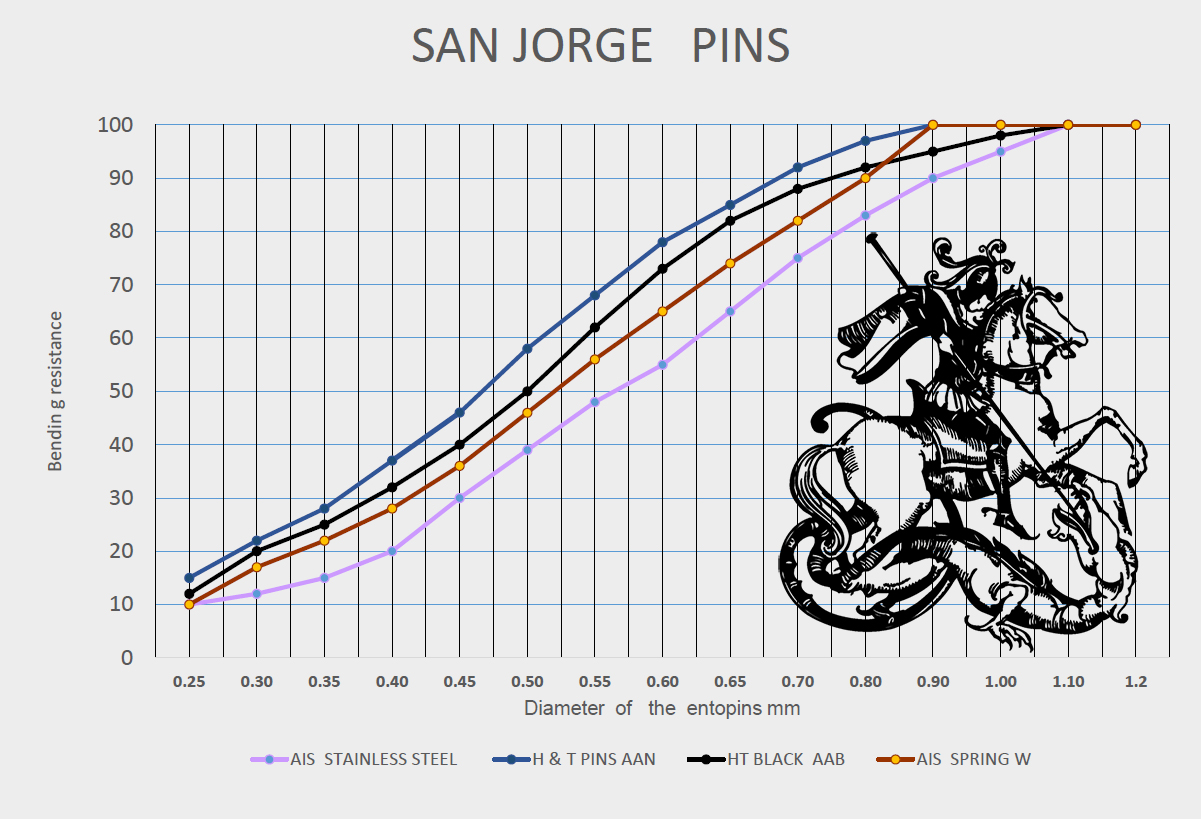 SAN JORGE PINS
100
90
80
70
60
50
40
30
20
10
0
Bendin g resistance
0.25 0.30 0.35 0.40 0.45 0.50 0.55 0.60 0.65 0.70 0.80 0.90 1.00 1.10 1.2
Diameter of the entopins mm
AIS STAINLESS STEEL H & T PINS AAN HT BLACK AAB AIS SPRING W